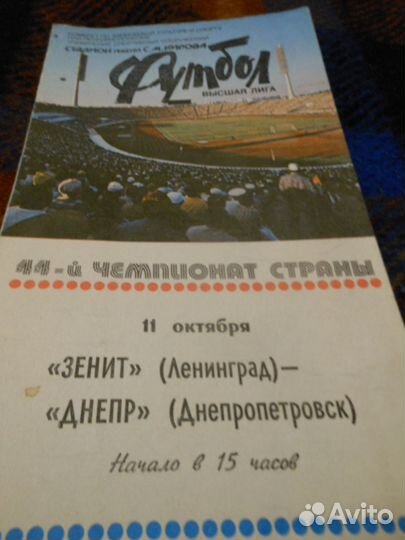 СТАДИОН имени С. М. КИРОВА
Футбол
ВЫСШАЯ ЛИГА
44-й ЧЕМПИОНАТ СТРАНЫ
11 октября
«ЗЕНИТ» (Ленинград)—
«ДНЕПР» (Днепропетровск)
Начало в 15 часов
Avito